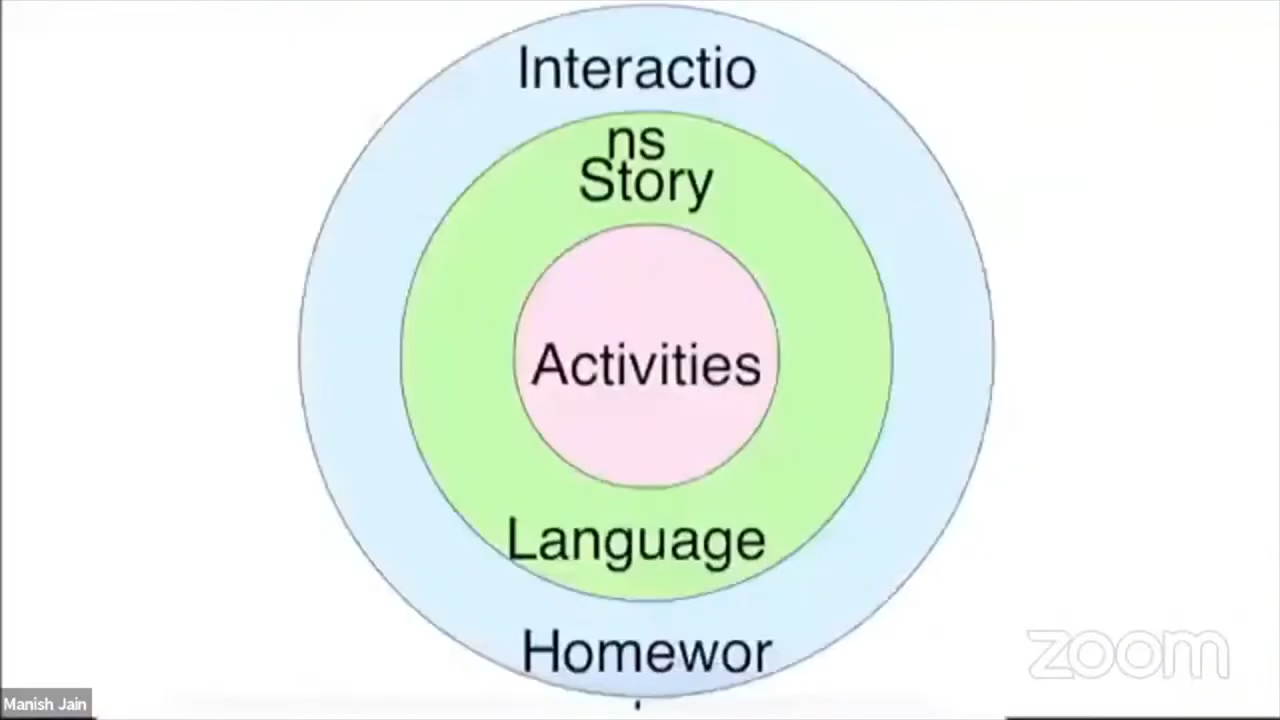 Interactio
ns
Story
Activities
Language
Homewor
zoom
Manish Jain